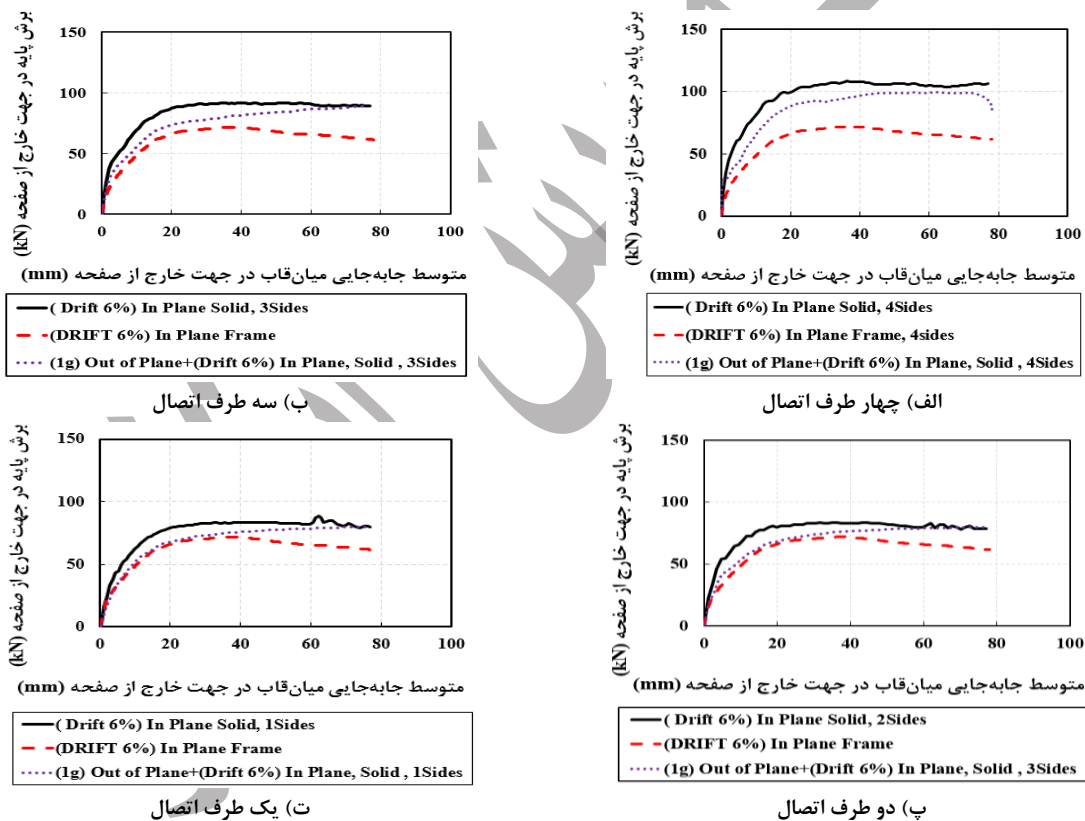 برش پایه در جهت خارج از صفحه (kN)
150
100
50
0
0 20 40 60 80 100
متوسط جابه‌جایی میان‌قاب در جهت خارج از صفحه (mm)
( Drift 6%) In Plane Solid, 4Sides
(DRIFT 6%) In Plane Frame, 4sides
(1g) Out of Plane+(Drift 6%) In Plane, Solid , 4Sides
الف) چهار طرف اتصال
برش پایه در جهت خارج از صفحه (kN)
150
100
50
0
0 20 40 60 80 100
متوسط جابه‌جایی میان‌قاب در جهت خارج از صفحه (mm)
( Drift 6%) In Plane Solid, 3Sides
(DRIFT 6%) In Plane Frame
(1g) Out of Plane+(Drift 6%) In Plane, Solid , 3Sides
ب) سه طرف اتصال
برش پایه در جهت خارج از صفحه (kN)
150
100
50
0
0 20 40 60 80 100
متوسط جابه‌جایی میان‌قاب در جهت خارج از صفحه (mm)
( Drift 6%) In Plane Solid, 2Sides
(DRIFT 6%) In Plane Frame
(1g) Out of Plane+(Drift 6%) In Plane, Solid , 3Sides
پ) دو طرف اتصال
برش پایه در جهت خارج از صفحه (kN)
150
100
50
0
0 20 40 60 80 100
متوسط جابه‌جایی میان‌قاب در جهت خارج از صفحه (mm)
( Drift 6%) In Plane Solid, 1Sides
(DRIFT 6%) In Plane Frame
(1g) Out of Plane+(Drift 6%) In Plane, Solid , 1Sides
ت) یک طرف اتصال